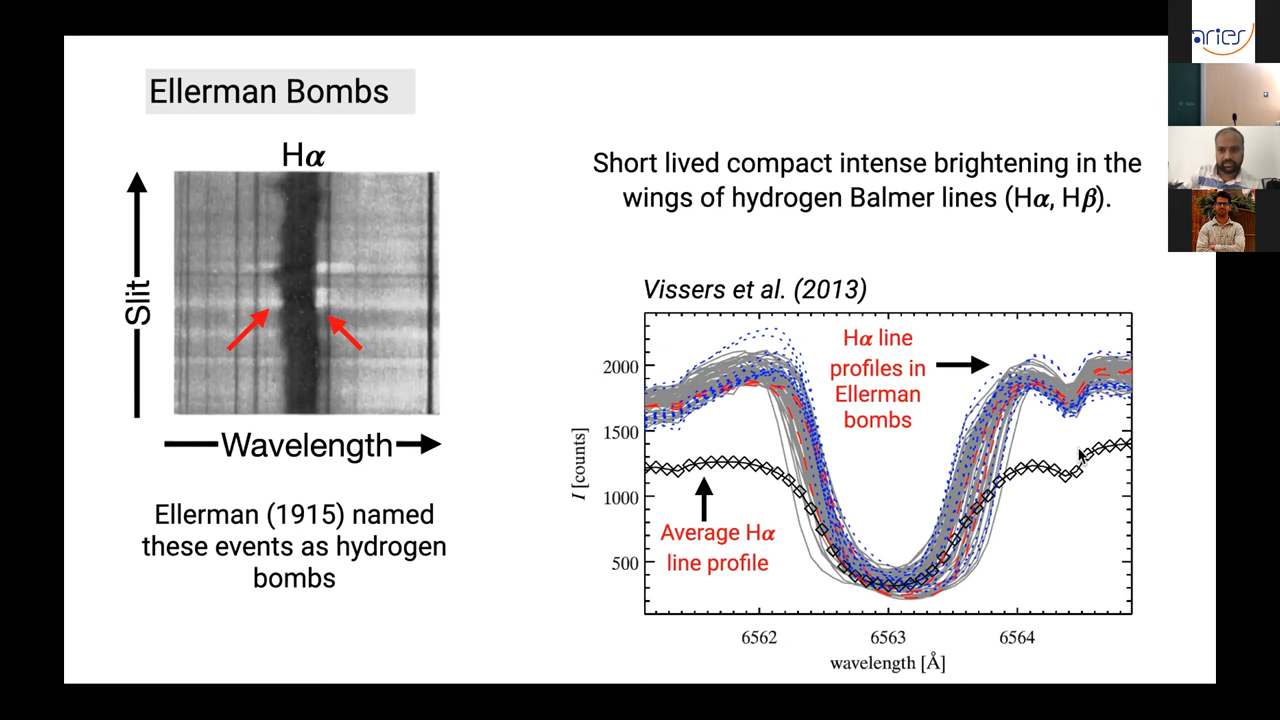 Ellerman Bombs
Hα
Slit
Wavelength
Ellerman (1915) named
these events as hydrogen
bombs
Short lived compact intense brightening in the
wings of hydrogen Balmer lines (Hα, Hβ).
Vissers et al. (2013)
Hα line
profiles in
Ellerman
bombs
Average Hα
line profile
I [counts]
2000
1500
1000
500
6562
6563
6564
wavelength [Å]
aries